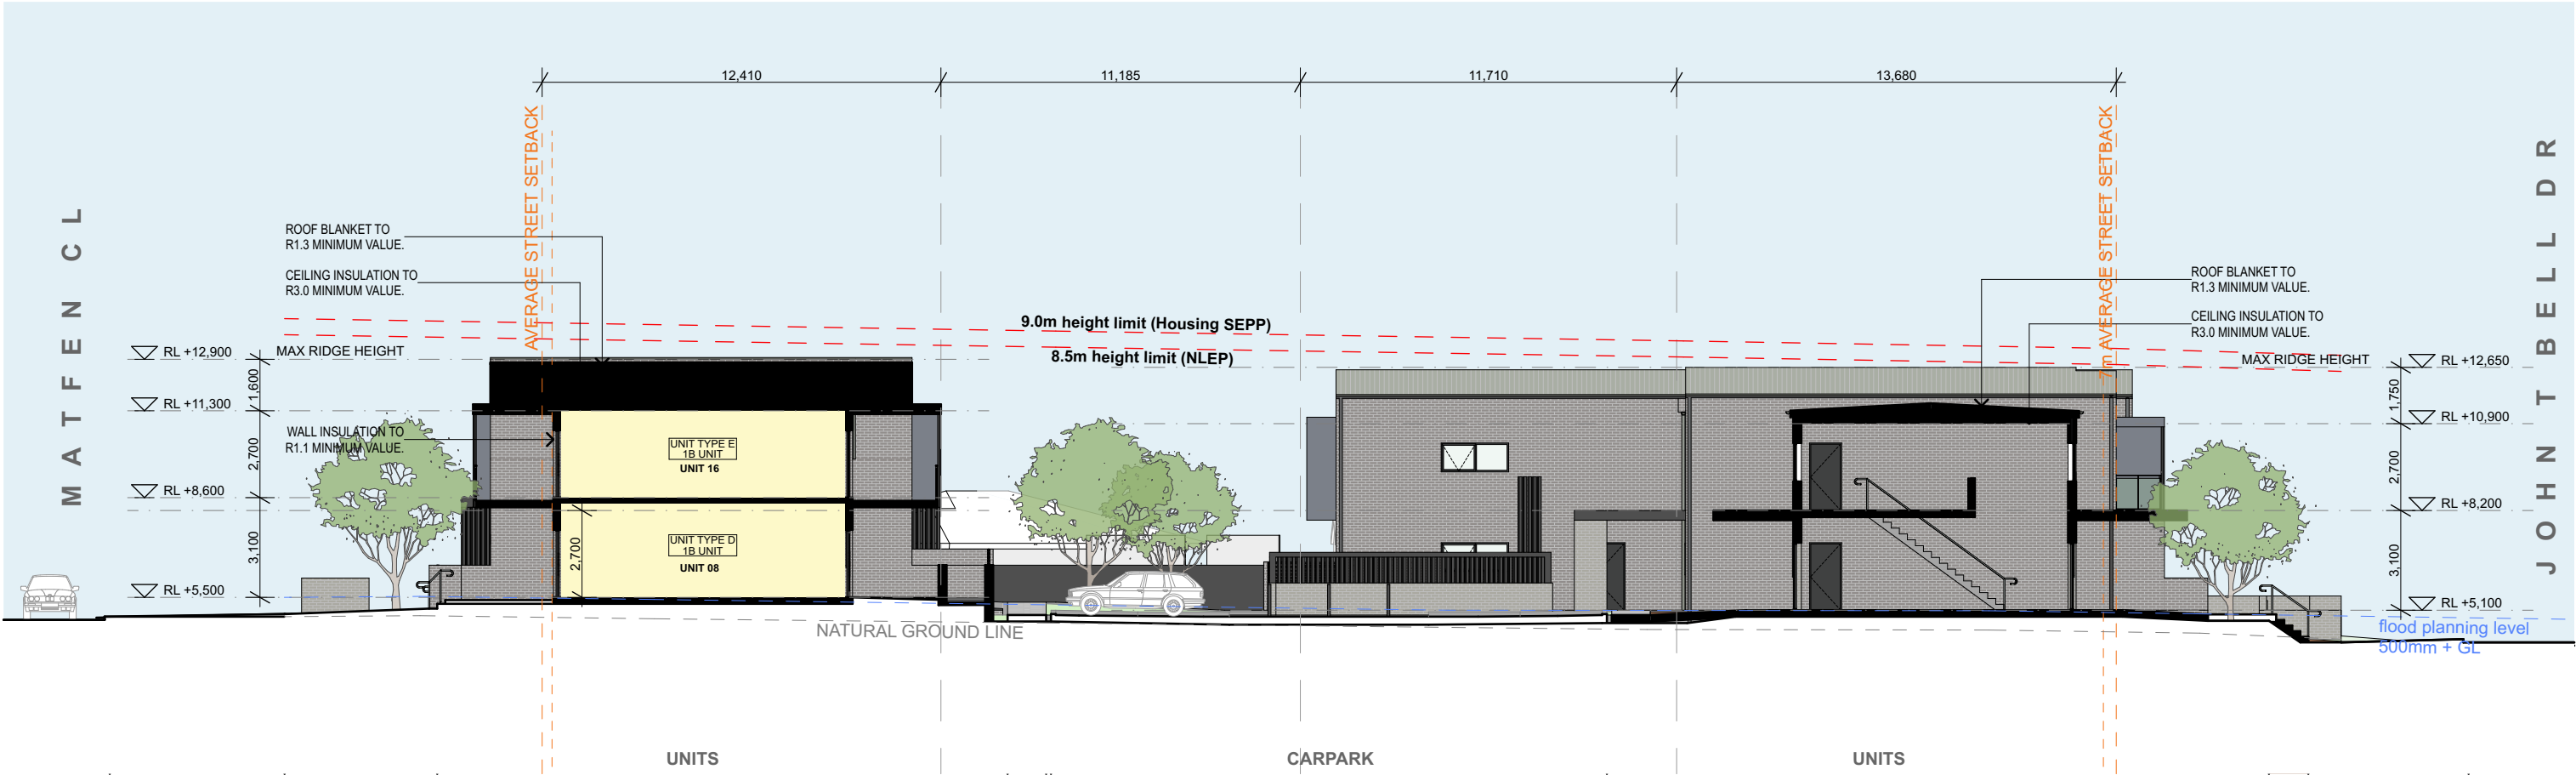 12,410
11,185
11,710
13,680
MATFEN CL
JOHN T BELL DR
AVERAGE STREET SETBACK
7m AVERAGE STREET SETBACK
ROOF BLANKET TO
R1.3 MINIMUM VALUE.
CEILING INSULATION TO
R3.0 MINIMUM VALUE.
ROOF BLANKET TO
R1.3 MINIMUM VALUE.
CEILING INSULATION TO
R3.0 MINIMUM VALUE.
9.0m height limit (Housing SEPP)
8.5m height limit (NLEP)
RL +12,900
MAX RIDGE HEIGHT
MAX RIDGE HEIGHT
RL +12,650
1,600
1,750
RL +11,300
RL +10,900
WALL INSULATION TO
R1.1 MINIMUM VALUE.
2,700
2,700
UNIT TYPE E
1B UNIT
UNIT 16
RL +8,600
RL +8,200
3,100
2,700
UNIT TYPE D
1B UNIT
UNIT 08
3,100
RL +5,500
RL +5,100
NATURAL GROUND LINE
flood planning level
500mm + GL
UNITS
CARPARK
UNITS